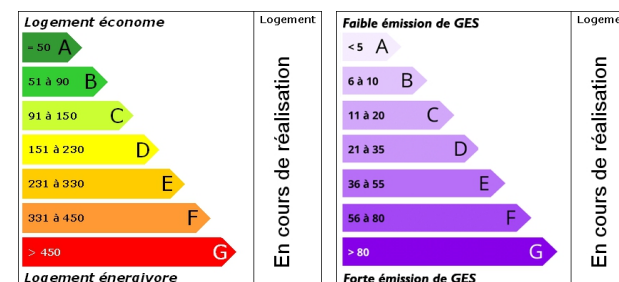 Logement économe
Logement
= 50 A
51 à 90 B
91 à 150 C
151 à 230 D
231 à 330 E
331 à 450 F
> 450 G
Logement énergivore
En cours de réalisation
Faible émission de GES
Logeme
< 5 A
6 à 10 B
11 à 20 C
21 à 35 D
36 à 55 E
56 à 80 F
> 80 G
Forte émission de GES
En cours de réalisation